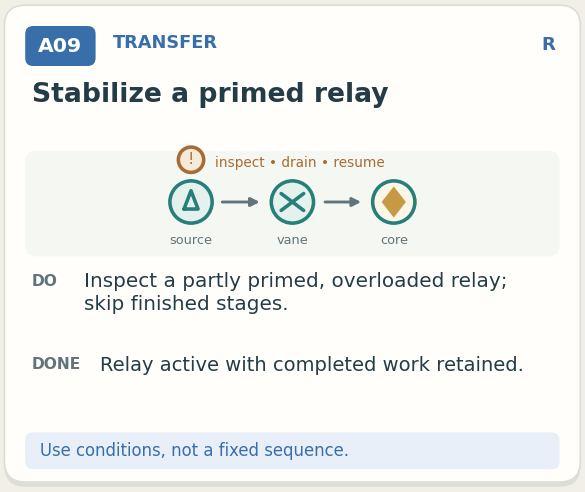 A09 TRANSFER R
Stabilize a primed relay
! inspect • drain • resume
source vane core
DO Inspect a partly primed, overloaded relay;
skip finished stages.
DONE Relay active with completed work retained.
Use conditions, not a fixed sequence.